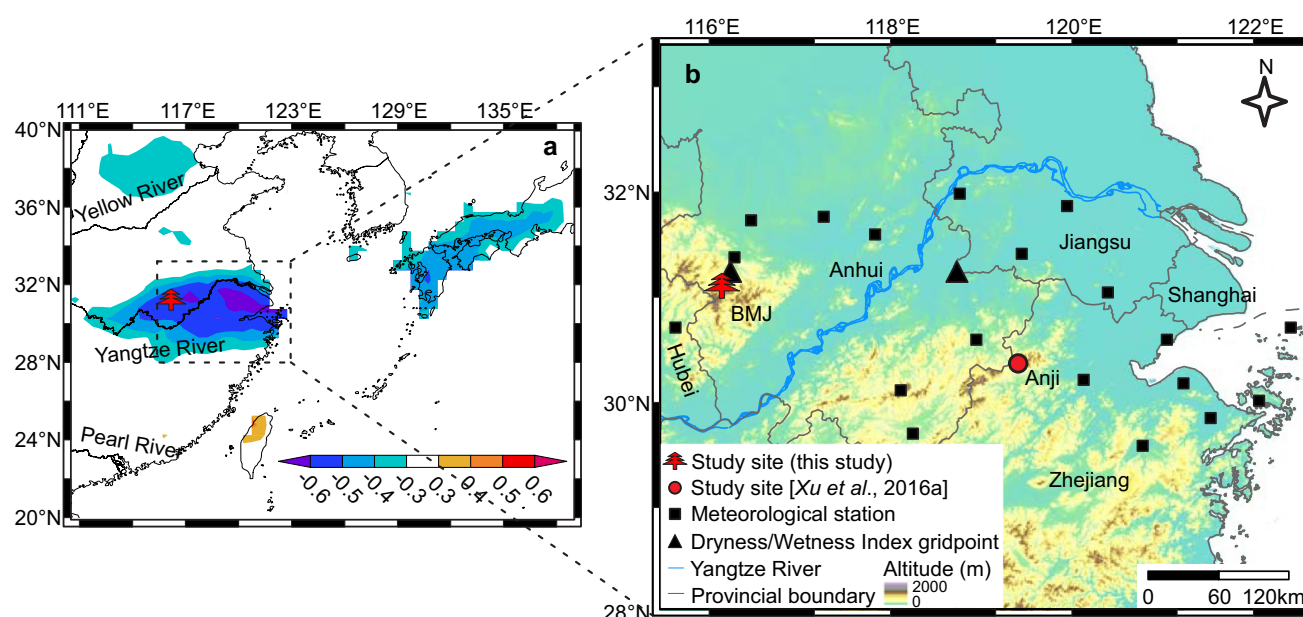 111°E 117°E 123°E 129°E 135°E
40°N
36°N
32°N
28°N
24°N
20°N
a
Yellow River
Yangtze River
Pearl River
-0.6 -0.5 -0.4 -0.3 0.3 0.4 0.5 0.6
116°E 118°E 120°E 122°E
32°N
30°N
28°N
b
N
Jiangsu
Anhui
Shanghai
BMJ
Hubei
Anji
Zhejiang
Study site (this study)
Study site [Xu et al., 2016a]
Meteorological station
Dryness/Wetness Index gridpoint
Yangtze River
Provincial boundary
Altitude (m)
2000
0
0 60 120km